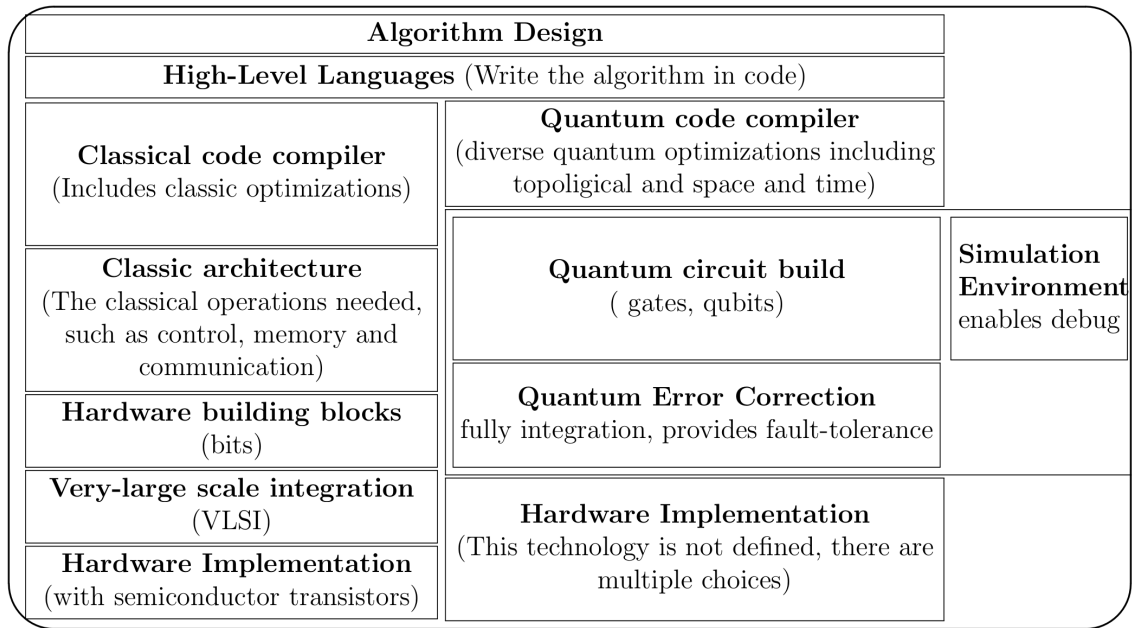 Algorithm Design
High-Level Languages (Write the algorithm in code)
Classical code compiler
(Includes classic optimizations)
Classic architecture
(The classical operations needed,
such as control, memory and
communication)
Hardware building blocks
(bits)
Very-large scale integration
(VLSI)
Hardware Implementation
(with semiconductor transistors)
Quantum code compiler
(diverse quantum optimizations including
topoligical and space and time)
Quantum circuit build
( gates, qubits)
Quantum Error Correction
fully integration, provides fault-tolerance
Hardware Implementation
(This technology is not defined, there are
multiple choices)
Simulation
Environment
enables debug